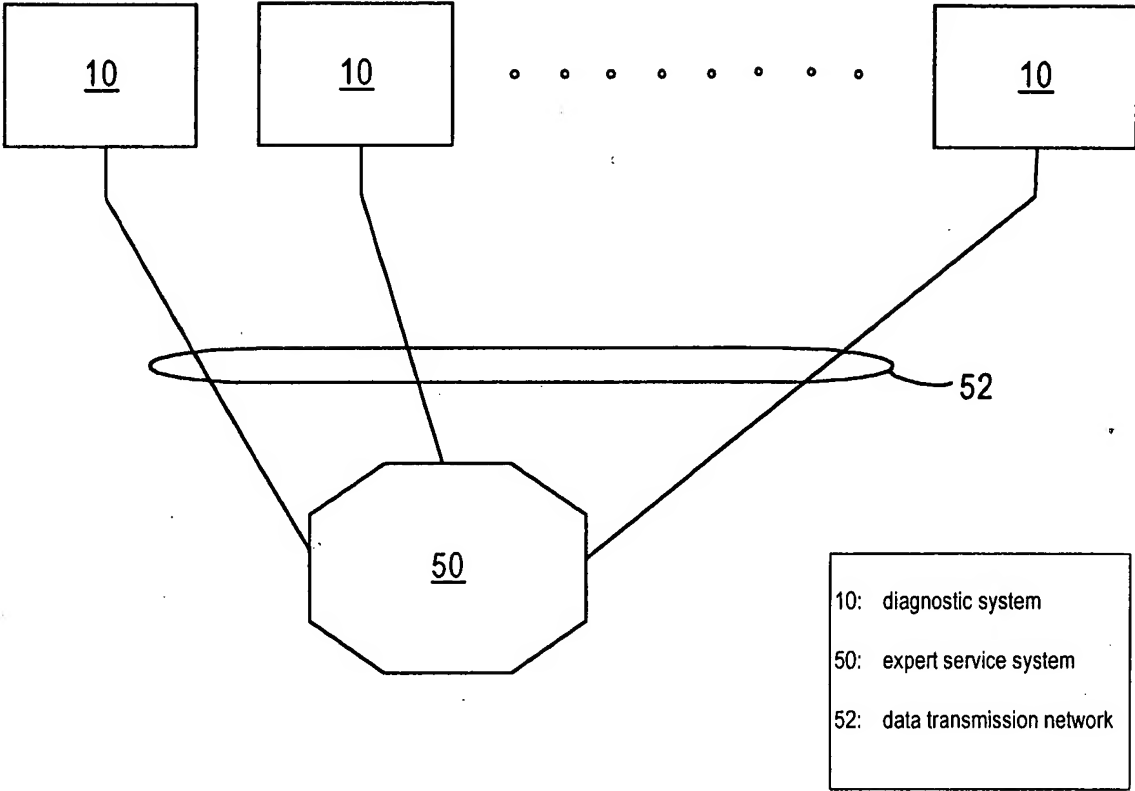 10
10
10
52
50
10: diagnostic system
50: expert service system
52: data transmission network